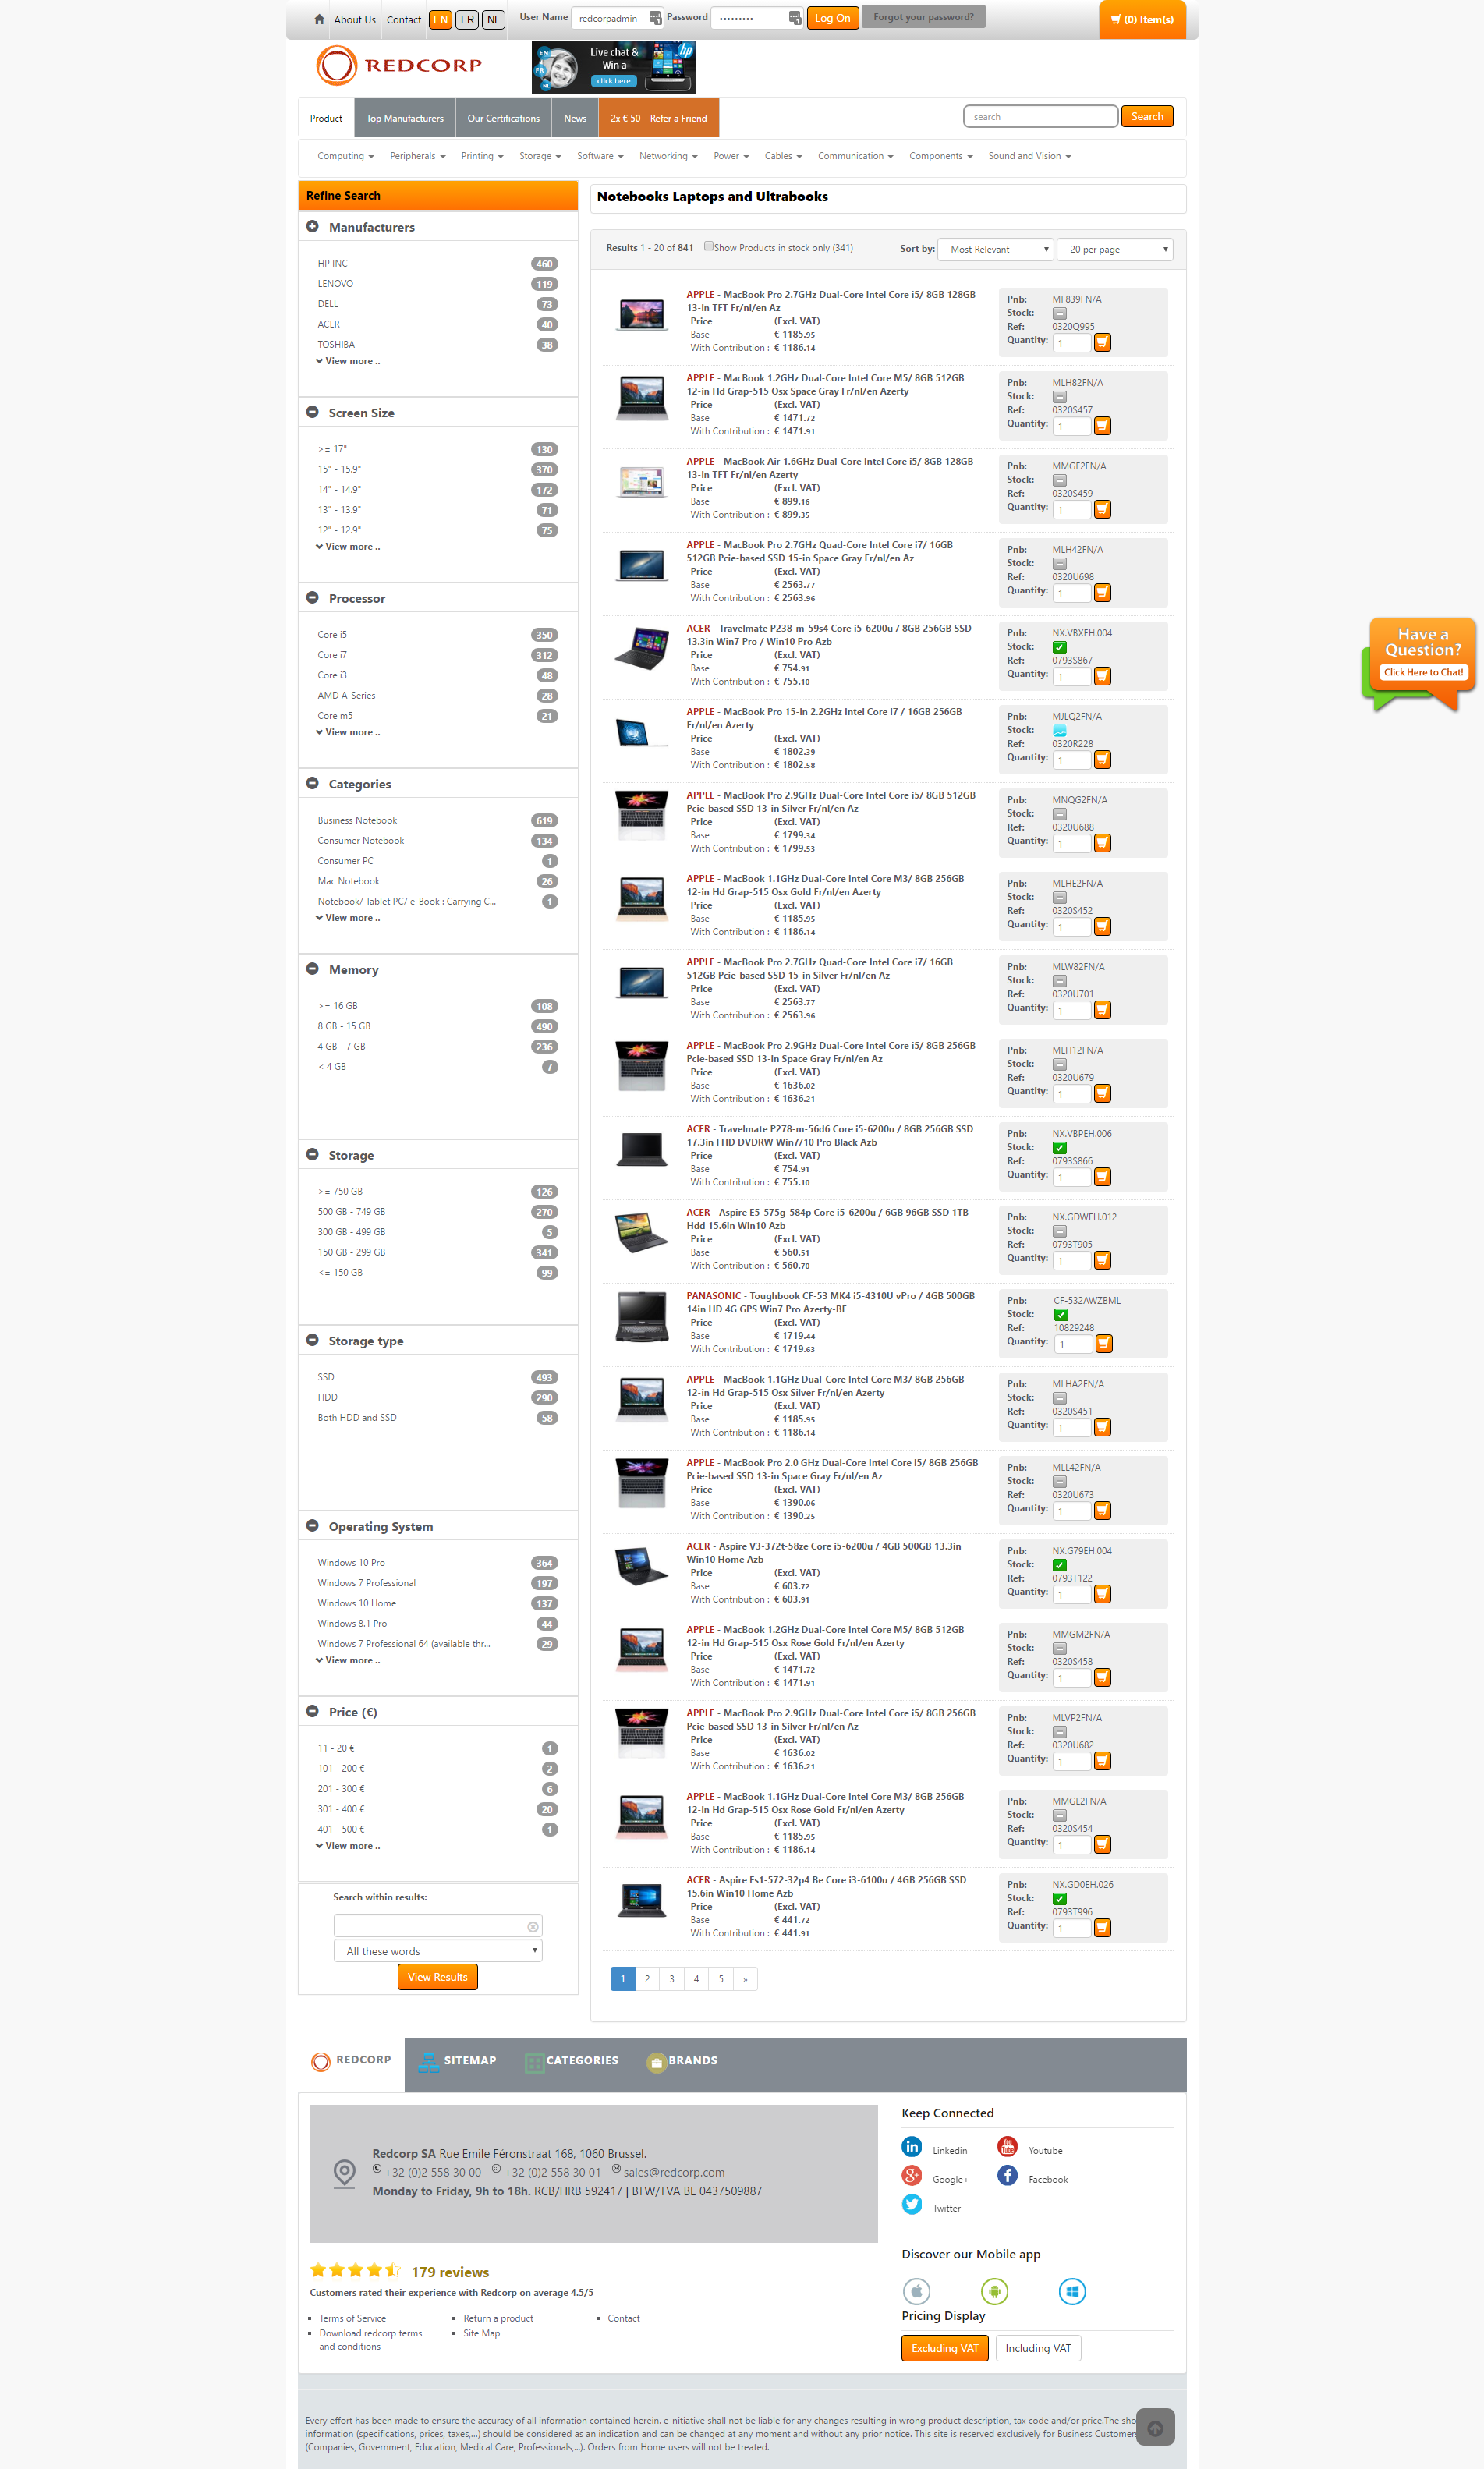 About Us Contact EN FR NL User Name redcorpadmin Password ········· Log On Forgot your password? (0) Item(s)
REDCORP
EN FR NL Live chat & Win a click here hp
Product Top Manufacturers Our Certifications News 2x € 50 – Refer a Friend search Search
Computing Peripherals Printing Storage Software Networking Power Cables Communication Components Sound and Vision
Refine Search
Manufacturers
HP INC 460
LENOVO 119
DELL 73
ACER 40
TOSHIBA 38
View more ..
Screen Size
>= 17" 130
15" - 15.9" 370
14" - 14.9" 172
13" - 13.9" 71
12" - 12.9" 75
View more ..
Processor
Core i5 350
Core i7 312
Core i3 48
AMD A-Series 28
Core m5 21
View more ..
Categories
Business Notebook 619
Consumer Notebook 134
Consumer PC 1
Mac Notebook 26
Notebook/ Tablet PC/ e-Book : Carrying C... 1
View more ..
Memory
>= 16 GB 108
8 GB - 15 GB 490
4 GB - 7 GB 236
< 4 GB 7
Storage
>= 750 GB 126
500 GB - 749 GB 270
300 GB - 499 GB 5
150 GB - 299 GB 341
<= 150 GB 99
Storage type
SSD 493
HDD 290
Both HDD and SSD 58
Operating System
Windows 10 Pro 364
Windows 7 Professional 197
Windows 10 Home 137
Windows 8.1 Pro 44
Windows 7 Professional 64 (available thr... 29
View more ..
Price (€)
11 - 20 € 1
101 - 200 € 2
201 - 300 € 6
301 - 400 € 20
401 - 500 € 1
View more ..
Search within results:
All these words
View Results
Notebooks Laptops and Ultrabooks
Results 1 - 20 of 841 Show Products in stock only (341) Sort by: Most Relevant 20 per page
APPLE - MacBook Pro 2.7GHz Dual-Core Intel Core i5/ 8GB 128GB
13-in TFT Fr/nl/en Az
Price (Excl. VAT)
Base € 1185.95
With Contribution : € 1186.14
Pnb: MF839FN/A
Stock:
Ref: 0320Q995
Quantity: 1
APPLE - MacBook 1.2GHz Dual-Core Intel Core M5/ 8GB 512GB
12-in Hd Grap-515 Osx Space Gray Fr/nl/en Azerty
Price (Excl. VAT)
Base € 1471.72
With Contribution : € 1471.91
Pnb: MLH82FN/A
Stock:
Ref: 0320S457
Quantity: 1
APPLE - MacBook Air 1.6GHz Dual-Core Intel Core i5/ 8GB 128GB
13-in TFT Fr/nl/en Azerty
Price (Excl. VAT)
Base € 899.16
With Contribution : € 899.35
Pnb: MMGF2FN/A
Stock:
Ref: 0320S459
Quantity: 1
APPLE - MacBook Pro 2.7GHz Quad-Core Intel Core i7/ 16GB
512GB Pcie-based SSD 15-in Space Gray Fr/nl/en Az
Price (Excl. VAT)
Base € 2563.77
With Contribution : € 2563.96
Pnb: MLH42FN/A
Stock:
Ref: 0320U698
Quantity: 1
ACER - Travelmate P238-m-59s4 Core i5-6200u / 8GB 256GB SSD
13.3in Win7 Pro / Win10 Pro Azb
Price (Excl. VAT)
Base € 754.91
With Contribution : € 755.10
Pnb: NX.VBXEH.004
Stock:
Ref: 0793S867
Quantity: 1
APPLE - MacBook Pro 15-in 2.2GHz Intel Core i7 / 16GB 256GB
Fr/nl/en Azerty
Price (Excl. VAT)
Base € 1802.39
With Contribution : € 1802.58
Pnb: MJLQ2FN/A
Stock:
Ref: 0320R228
Quantity: 1
APPLE - MacBook Pro 2.9GHz Dual-Core Intel Core i5/ 8GB 512GB
Pcie-based SSD 13-in Silver Fr/nl/en Az
Price (Excl. VAT)
Base € 1799.34
With Contribution : € 1799.53
Pnb: MNQG2FN/A
Stock:
Ref: 0320U688
Quantity: 1
APPLE - MacBook 1.1GHz Dual-Core Intel Core M3/ 8GB 256GB
12-in Hd Grap-515 Osx Gold Fr/nl/en Azerty
Price (Excl. VAT)
Base € 1185.95
With Contribution : € 1186.14
Pnb: MLHE2FN/A
Stock:
Ref: 0320S452
Quantity: 1
APPLE - MacBook Pro 2.7GHz Quad-Core Intel Core i7/ 16GB
512GB Pcie-based SSD 15-in Silver Fr/nl/en Az
Price (Excl. VAT)
Base € 2563.77
With Contribution : € 2563.96
Pnb: MLW82FN/A
Stock:
Ref: 0320U701
Quantity: 1
APPLE - MacBook Pro 2.9GHz Dual-Core Intel Core i5/ 8GB 256GB
Pcie-based SSD 13-in Space Gray Fr/nl/en Az
Price (Excl. VAT)
Base € 1636.02
With Contribution : € 1636.21
Pnb: MLH12FN/A
Stock:
Ref: 0320U679
Quantity: 1
ACER - Travelmate P278-m-56d6 Core i5-6200u / 8GB 256GB SSD
17.3in FHD DVDRW Win7/10 Pro Black Azb
Price (Excl. VAT)
Base € 754.91
With Contribution : € 755.10
Pnb: NX.VBPEH.006
Stock:
Ref: 0793S866
Quantity: 1
ACER - Aspire E5-575g-584p Core i5-6200u / 6GB 96GB SSD 1TB
Hdd 15.6in Win10 Azb
Price (Excl. VAT)
Base € 560.51
With Contribution : € 560.70
Pnb: NX.GDWEH.012
Stock:
Ref: 0793T905
Quantity: 1
PANASONIC - Toughbook CF-53 MK4 i5-4310U vPro / 4GB 500GB
14in HD 4G GPS Win7 Pro Azerty-BE
Price (Excl. VAT)
Base € 1719.44
With Contribution : € 1719.63
Pnb: CF-532AWZBML
Stock:
Ref: 10829248
Quantity: 1
APPLE - MacBook 1.1GHz Dual-Core Intel Core M3/ 8GB 256GB
12-in Hd Grap-515 Osx Silver Fr/nl/en Azerty
Price (Excl. VAT)
Base € 1185.95
With Contribution : € 1186.14
Pnb: MLHA2FN/A
Stock:
Ref: 0320S451
Quantity: 1
APPLE - MacBook Pro 2.0 GHz Dual-Core Intel Core i5/ 8GB 256GB
Pcie-based SSD 13-in Space Gray Fr/nl/en Az
Price (Excl. VAT)
Base € 1390.06
With Contribution : € 1390.25
Pnb: MLL42FN/A
Stock:
Ref: 0320U673
Quantity: 1
ACER - Aspire V3-372t-58ze Core i5-6200u / 4GB 500GB 13.3in
Win10 Home Azb
Price (Excl. VAT)
Base € 603.72
With Contribution : € 603.91
Pnb: NX.G79EH.004
Stock:
Ref: 0793T122
Quantity: 1
APPLE - MacBook 1.2GHz Dual-Core Intel Core M5/ 8GB 512GB
12-in Hd Grap-515 Osx Rose Gold Fr/nl/en Azerty
Price (Excl. VAT)
Base € 1471.72
With Contribution : € 1471.91
Pnb: MMGM2FN/A
Stock:
Ref: 0320S458
Quantity: 1
APPLE - MacBook Pro 2.9GHz Dual-Core Intel Core i5/ 8GB 256GB
Pcie-based SSD 13-in Silver Fr/nl/en Az
Price (Excl. VAT)
Base € 1636.02
With Contribution : € 1636.21
Pnb: MLVP2FN/A
Stock:
Ref: 0320U682
Quantity: 1
APPLE - MacBook 1.1GHz Dual-Core Intel Core M3/ 8GB 256GB
12-in Hd Grap-515 Osx Rose Gold Fr/nl/en Azerty
Price (Excl. VAT)
Base € 1185.95
With Contribution : € 1186.14
Pnb: MMGL2FN/A
Stock:
Ref: 0320S454
Quantity: 1
ACER - Aspire Es1-572-32p4 Be Core i3-6100u / 4GB 256GB SSD
15.6in Win10 Home Azb
Price (Excl. VAT)
Base € 441.72
With Contribution : € 441.91
Pnb: NX.GD0EH.026
Stock:
Ref: 0793T996
Quantity: 1
1 2 3 4 5 »
Have a
Question?
Click Here to Chat!
REDCORP SITEMAP CATEGORIES BRANDS
Redcorp SA Rue Emile Féronstraat 168, 1060 Brussel.
+32 (0)2 558 30 00 +32 (0)2 558 30 01 sales@redcorp.com
Monday to Friday, 9h to 18h. RCB/HRB 592417 | BTW/TVA BE 0437509887
179 reviews
Customers rated their experience with Redcorp on average 4.5/5
Terms of Service
Download redcorp terms
and conditions
Return a product
Site Map
Contact
Keep Connected
Linkedin Youtube
Google+ Facebook
Twitter
Discover our Mobile app
Pricing Display
Excluding VAT Including VAT
Every effort has been made to ensure the accuracy of all information contained herein. e-nitiative shall not be liable for any changes resulting in wrong product description, tax code and/or price.The sho
information (specifications, prices, taxes,...) should be considered as an indication and can be changed at any moment and without any prior notice. This site is reserved exclusively for Business Customer
(Companies, Government, Education, Medical Care, Professionals,...). Orders from Home users will not be treated.